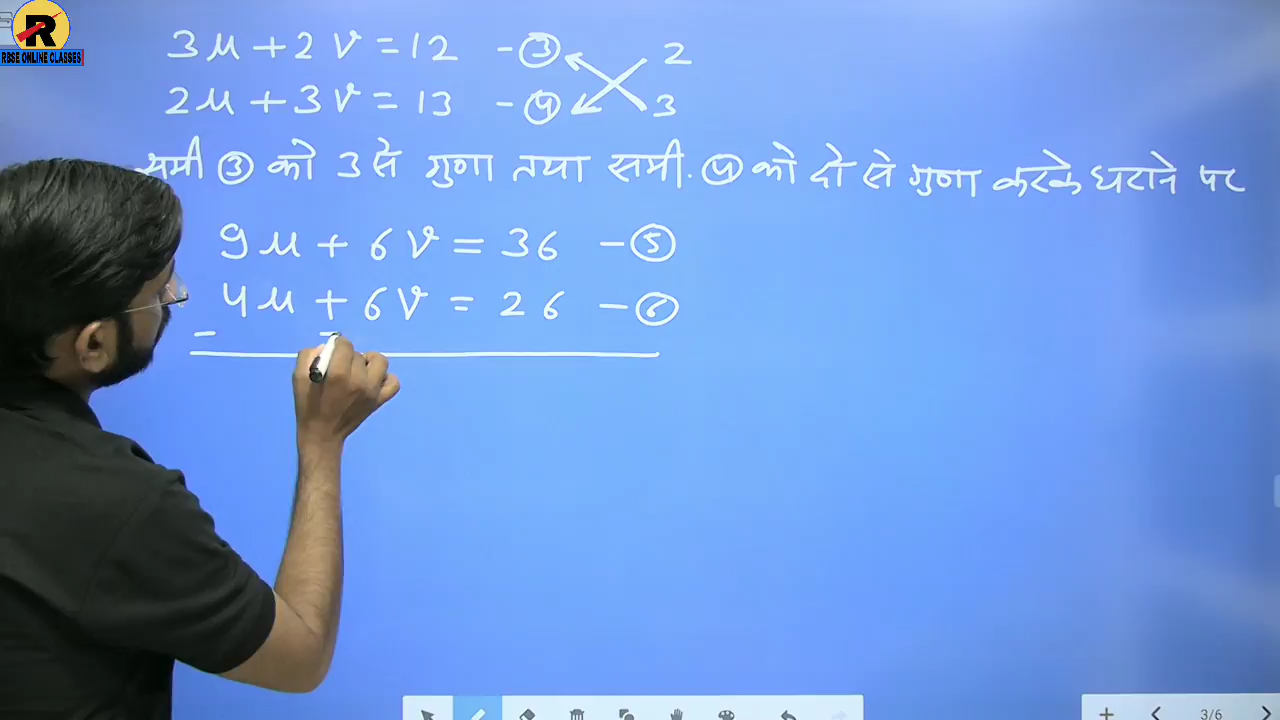 R
RBSE ONLINE CLASSES
3u + 2v = 12 - ③ 2
2u + 3v = 13 - ④ 3
समी ③ को 3 से गुणा तथा समी. ④ को दो से गुणा करके घटाने पर
9u + 6v = 36 - ⑤
4u + 6v = 26 - ⑥
- -
3/6